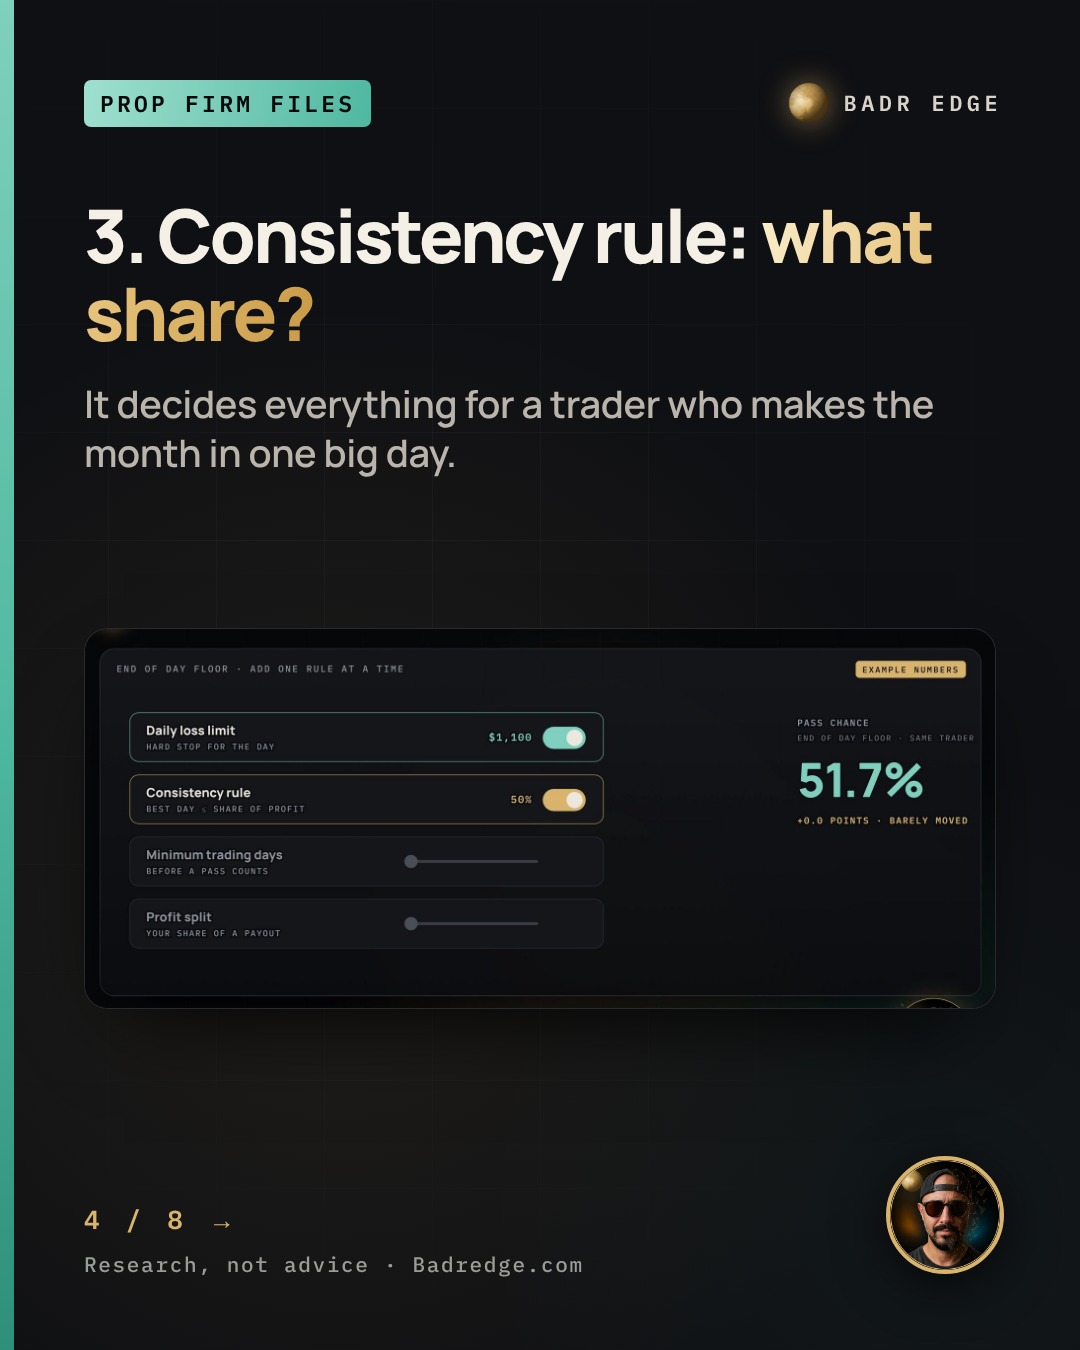 PROP FIRM FILES
BADR EDGE
3. Consistency rule: what
share?
It decides everything for a trader who makes the
month in one big day.
END OF DAY FLOOR · ADD ONE RULE AT A TIME
EXAMPLE NUMBERS
Daily loss limit
HARD STOP FOR THE DAY
$1,100
Consistency rule
BEST DAY ≤ SHARE OF PROFIT
50%
Minimum trading days
BEFORE A PASS COUNTS
Profit split
YOUR SHARE OF A PAYOUT
PASS CHANCE
END OF DAY FLOOR · SAME TRADER
51.7%
+0.0 POINTS · BARELY MOVED
4 / 8 →
Research, not advice · Badredge.com